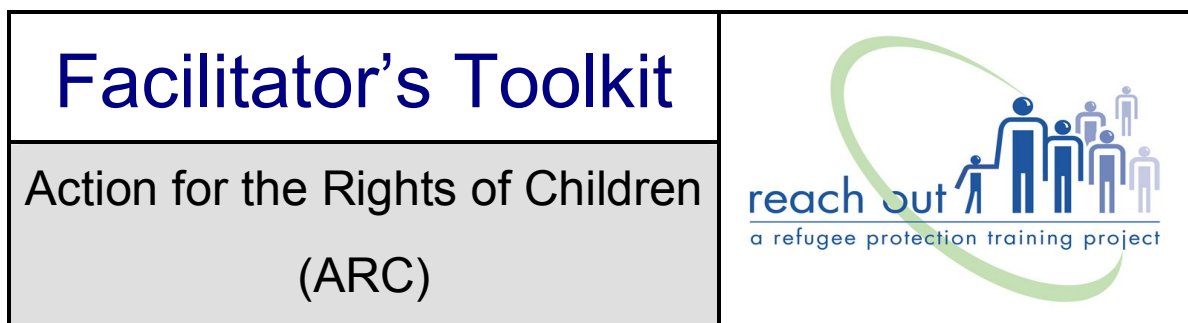 Facilitator's Toolkit
Action for the Rights of Children
(ARC)
reach out
a refugee protection training project